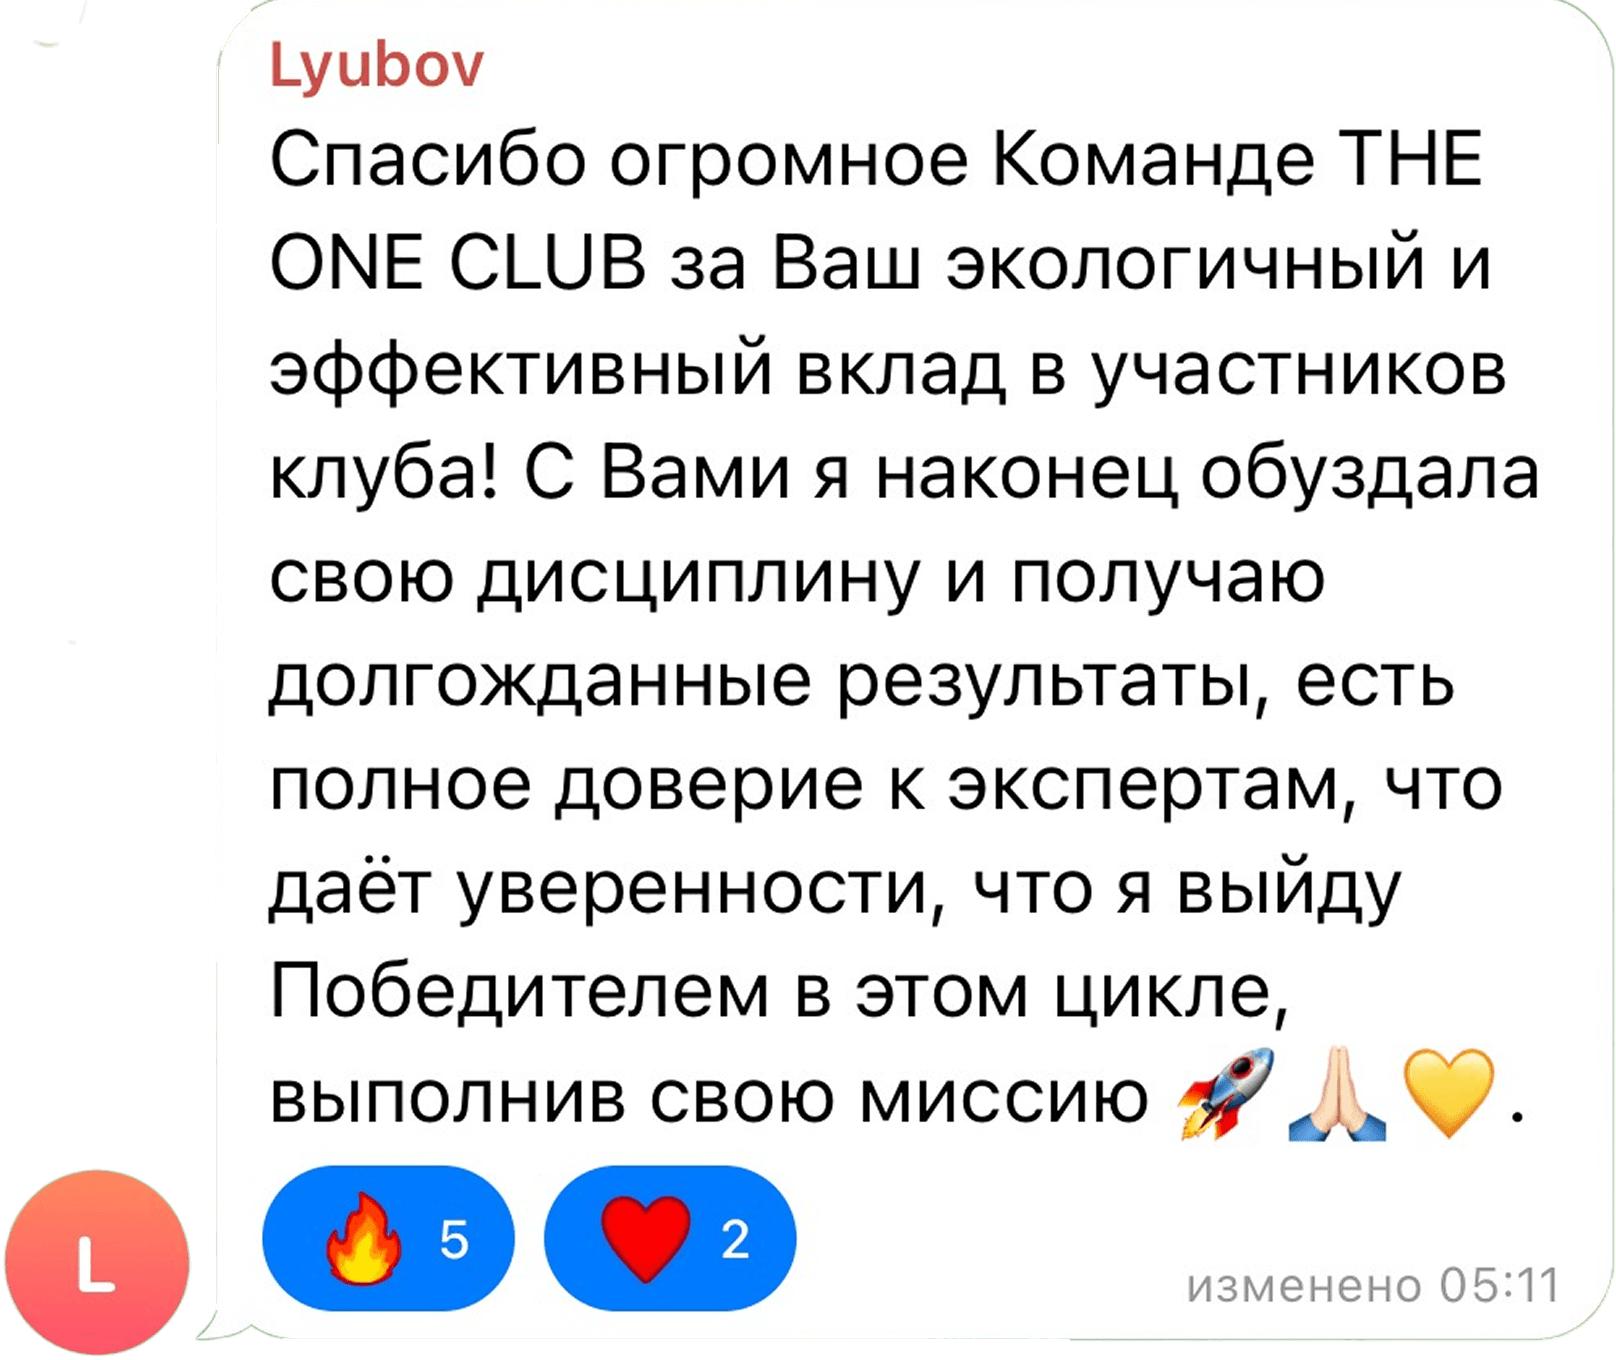 Lyubov
Спасибо огромное Команде THE
ONE CLUB за Ваш экологичный и
эффективный вклад в участников
клуба! С Вами я наконец обуздала
свою дисциплину и получаю
долгожданные результаты, есть
полное доверие к экспертам, что
даёт уверенности, что я выйду
Победителем в этом цикле,
выполнив свою миссию 🚀🙏🏻💛.
🔥 5 ❤️ 2
изменено 05:11
L